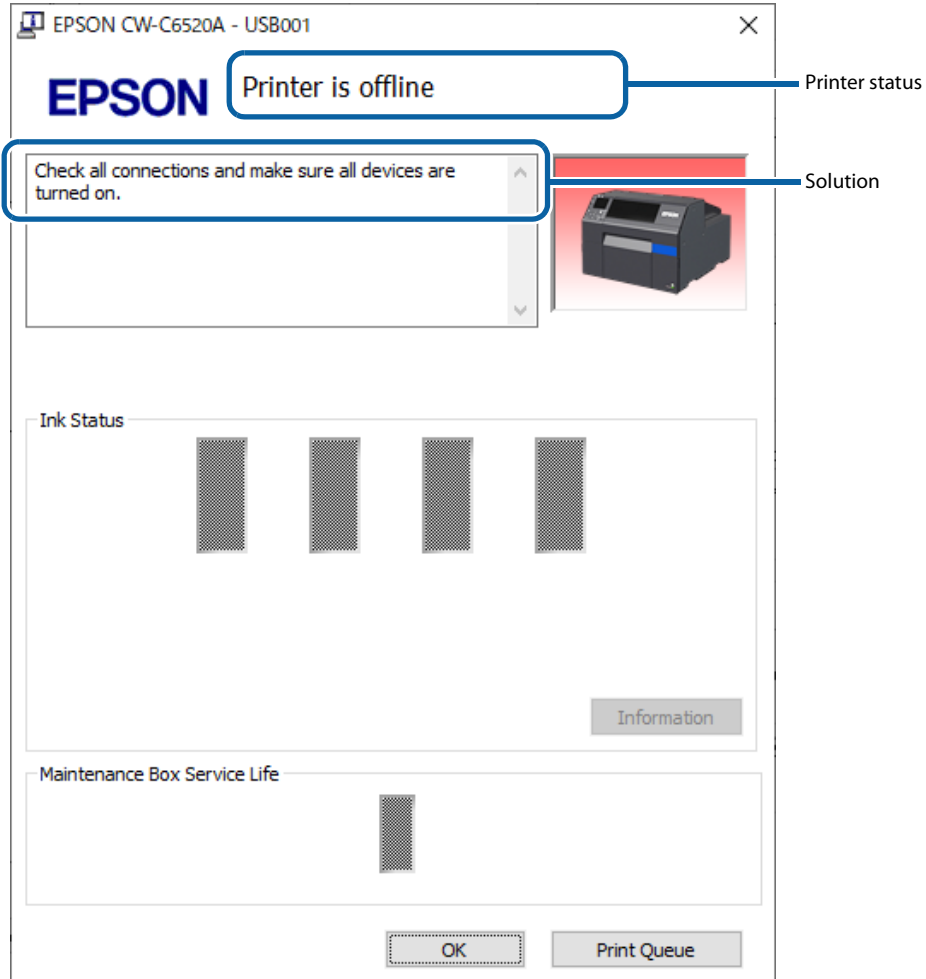 EPSON CW-C6520A - USB001
EPSON
Printer is offline
Printer status
Check all connections and make sure all devices are
turned on.
Solution
Ink Status
Information
Maintenance Box Service Life
OK
Print Queue